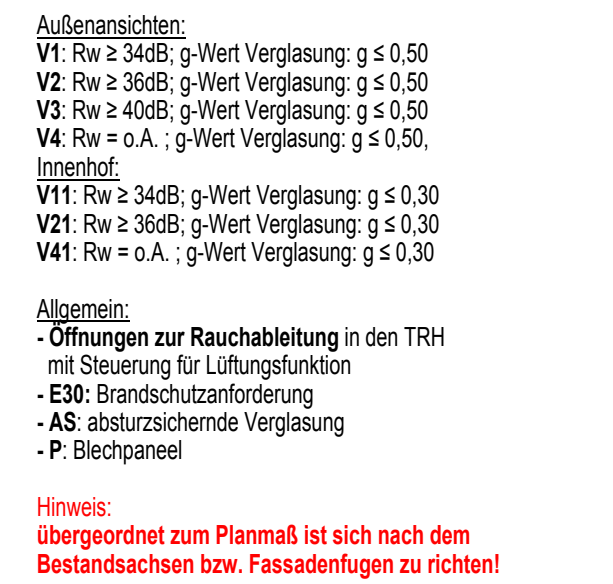 Außenansichten:
V1: Rw ≥ 34dB; g-Wert Verglasung: g ≤ 0,50
V2: Rw ≥ 36dB; g-Wert Verglasung: g ≤ 0,50
V3: Rw ≥ 40dB; g-Wert Verglasung: g ≤ 0,50
V4: Rw = o.A. ; g-Wert Verglasung: g ≤ 0,50,
Innenhof:
V11: Rw ≥ 34dB; g-Wert Verglasung: g ≤ 0,30
V21: Rw ≥ 36dB; g-Wert Verglasung: g ≤ 0,30
V41: Rw = o.A. ; g-Wert Verglasung: g ≤ 0,30
Allgemein:
- Öffnungen zur Rauchableitung in den TRH
mit Steuerung für Lüftungsfunktion
- E30: Brandschutzanforderung
- AS: absturzsichernde Verglasung
- P: Blechpaneel
Hinweis:
übergeordnet zum Planmaß ist sich nach dem
Bestandsachsen bzw. Fassadenfugen zu richten!